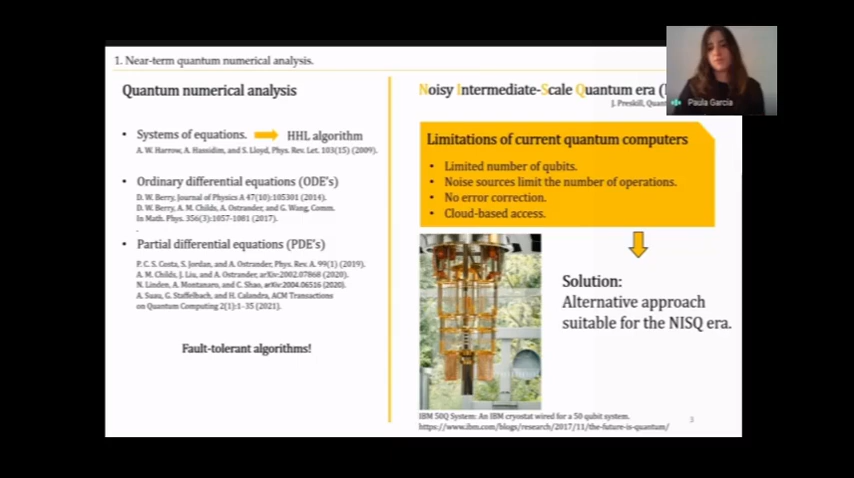 1. Near-term quantum numerical analysis.
Quantum numerical analysis
• Systems of equations. HHL algorithm
A. W. Harrow, A. Hassidim, and S. Lloyd, Phys. Rev. Let. 103(15) (2009).
• Ordinary differential equations (ODE's)
D. W. Berry, Journal of Physics A 47(10):105301 (2014).
D. W. Berry, A. M. Childs, A. Ostrander, and G. Wang, Comm.
In Math. Phys. 356(3):1057-1081 (2017).
.
• Partial differential equations (PDE's)
P. C. S. Costa, S. Jordan, and A. Ostrander, Phys. Rev. A. 99(1) (2019).
A. M. Childs, J. Liu, and A. Ostrander, arXiv:2002.07868 (2020).
N. Linden, A. Montanaro, and C. Shao, arXiv:2004.06516 (2020).
A. Suau, G. Staffelbach, and H. Calandra, ACM Transactions
on Quantum Computing 2(1):1-35 (2021).
Fault-tolerant algorithms!
Noisy Intermediate-Scale Quantum era (
J. Preskill, Quan
Limitations of current quantum computers
• Limited number of qubits.
• Noise sources limit the number of operations.
• No error correction.
• Cloud-based access.
Solution:
Alternative approach
suitable for the NISQ era.
IBM 50Q System: An IBM cryostat wired for a 50 qubit system.
https://www.ibm.com/blogs/research/2017/11/the-future-is-quantum/
3
Paula García